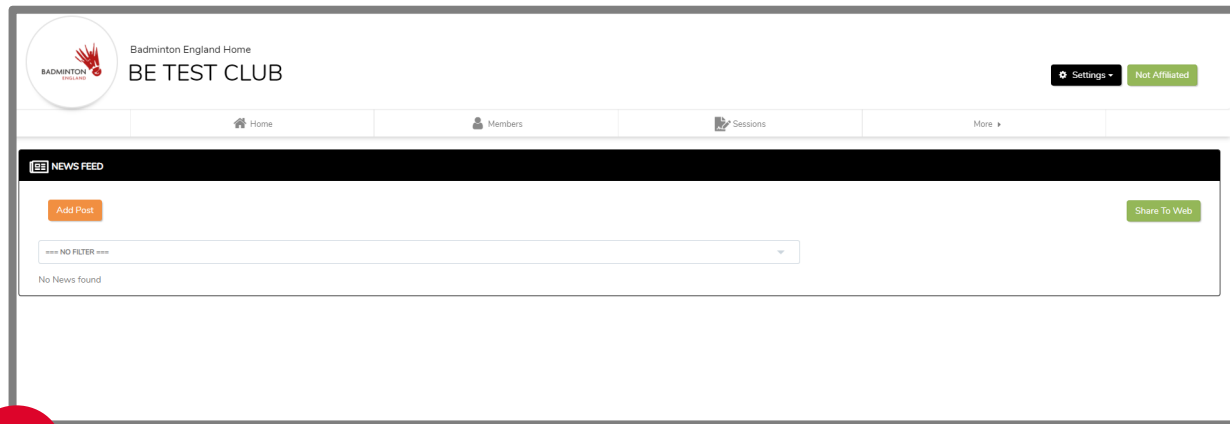 BADMINTON
ENGLAND
Badminton England Home
BE TEST CLUB
Settings
Not Affiliated
Home
Members
Sessions
More
NEWS FEED
Add Post
Share To Web
=== NO FILTER ===
No News found